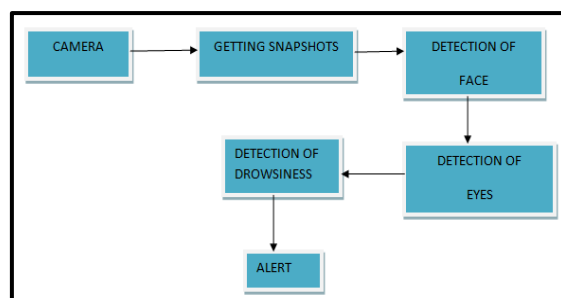 CAMERA
GETTING SNAPSHOTS
DETECTION OF
FACE
DETECTION OF
EYES
DETECTION OF
DROWSINESS
ALERT